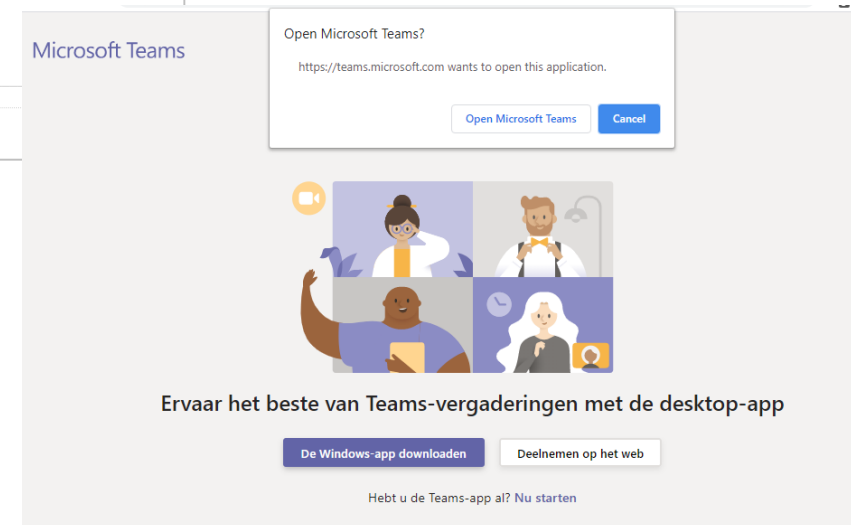 Open Microsoft Teams?
Microsoft Teams
https://teams.microsoft.com wants to open this application.
Open Microsoft Teams
Cancel
Ervaar het beste van Teams-vergaderingen met de desktop-app
De Windows-app downloaden
Deelnemen op het web
Hebt u de Teams-app al? Nu starten